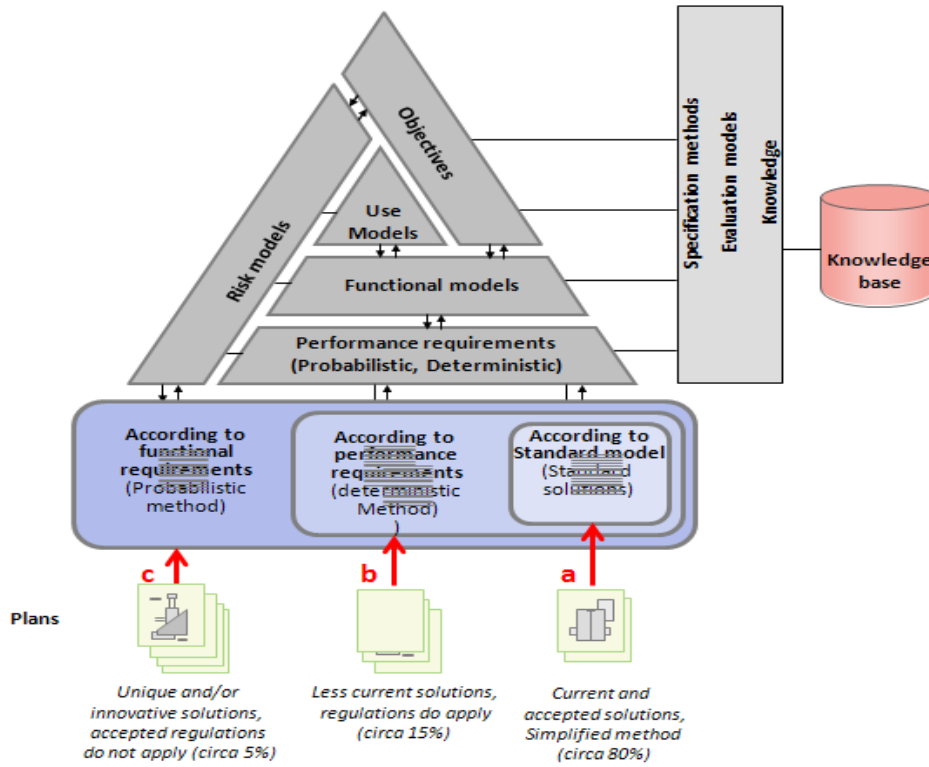 Objectives
Risk models
Use
Models
Functional models
Performance requirements
(Probabilistic, Deterministic)
Specification methods
Evaluation models
Knowledge
Knowledge
base
According to
functional
requirements
(Probabilistic
method)
According to
performance
requirements
(deterministic
Method)
)
According to
Standard model
(Standard
solutions)
c
b
a
Plans
Unique and/or
innovative solutions,
accepted regulations
do not apply (circa 5%)
Less current solutions,
regulations do apply
(circa 15%)
Current and
accepted solutions,
Simplified method
(circa 80%)